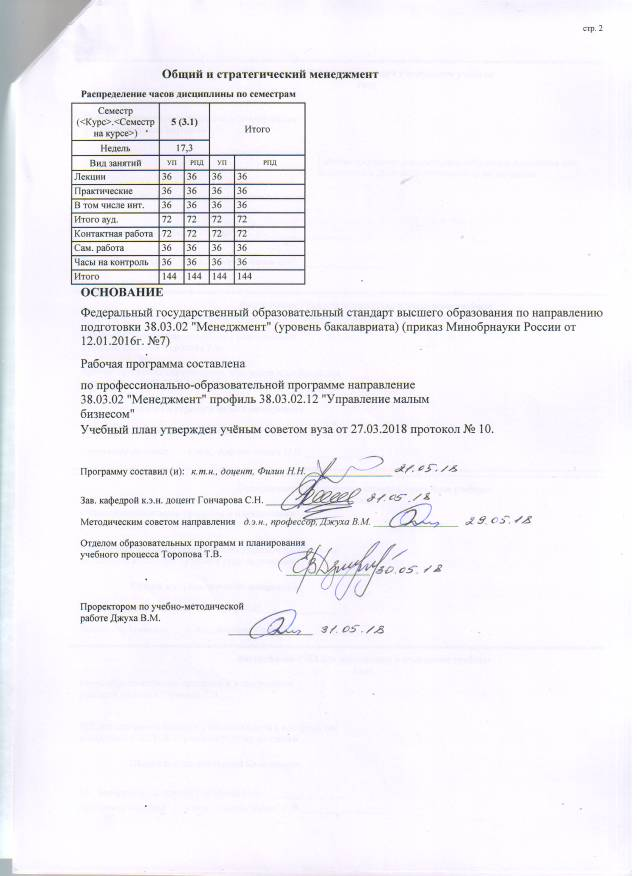 стр. 2
Общий и стратегический менеджмент
Распределение часов дисциплины по семестрам
Семестр
(<Курс>.<Семестр
на курсе>)
5 (3.1)
Итого
Недель 17,3
Вид занятий УП РПД УП РПД
Лекции 36 36 36 36
Практические 36 36 36 36
В том числе инт. 36 36 36 36
Итого ауд. 72 72 72 72
Контактная работа 72 72 72 72
Сам. работа 36 36 36 36
Часы на контроль 36 36 36 36
Итого 144 144 144 144
ОСНОВАНИЕ
Федеральный государственный образовательный стандарт высшего образования по направлению
подготовки 38.03.02 "Менеджмент" (уровень бакалавриата) (приказ Минобрнауки России от
12.01.2016г. №7)
Рабочая программа составлена
по профессионально-образовательной программе направление
38.03.02 "Менеджмент" профиль 38.03.02.12 "Управление малым
бизнесом"
Учебный план утвержден учёным советом вуза от 27.03.2018 протокол № 10.
Программу составил (и): к.т.н., доцент, Филин Н.Н. 21.05.18
Зав. кафедрой к.э.н. доцент Гончарова С.Н. 21.05.18
Методическим советом направления д.э.н., профессор, Джуха В.М. 29.05.18
Отделом образовательных программ и планирования
учебного процесса Торопова Т.В.
30.05.18
Проректором по учебно-методической
работе Джуха В.М.
31.05.18